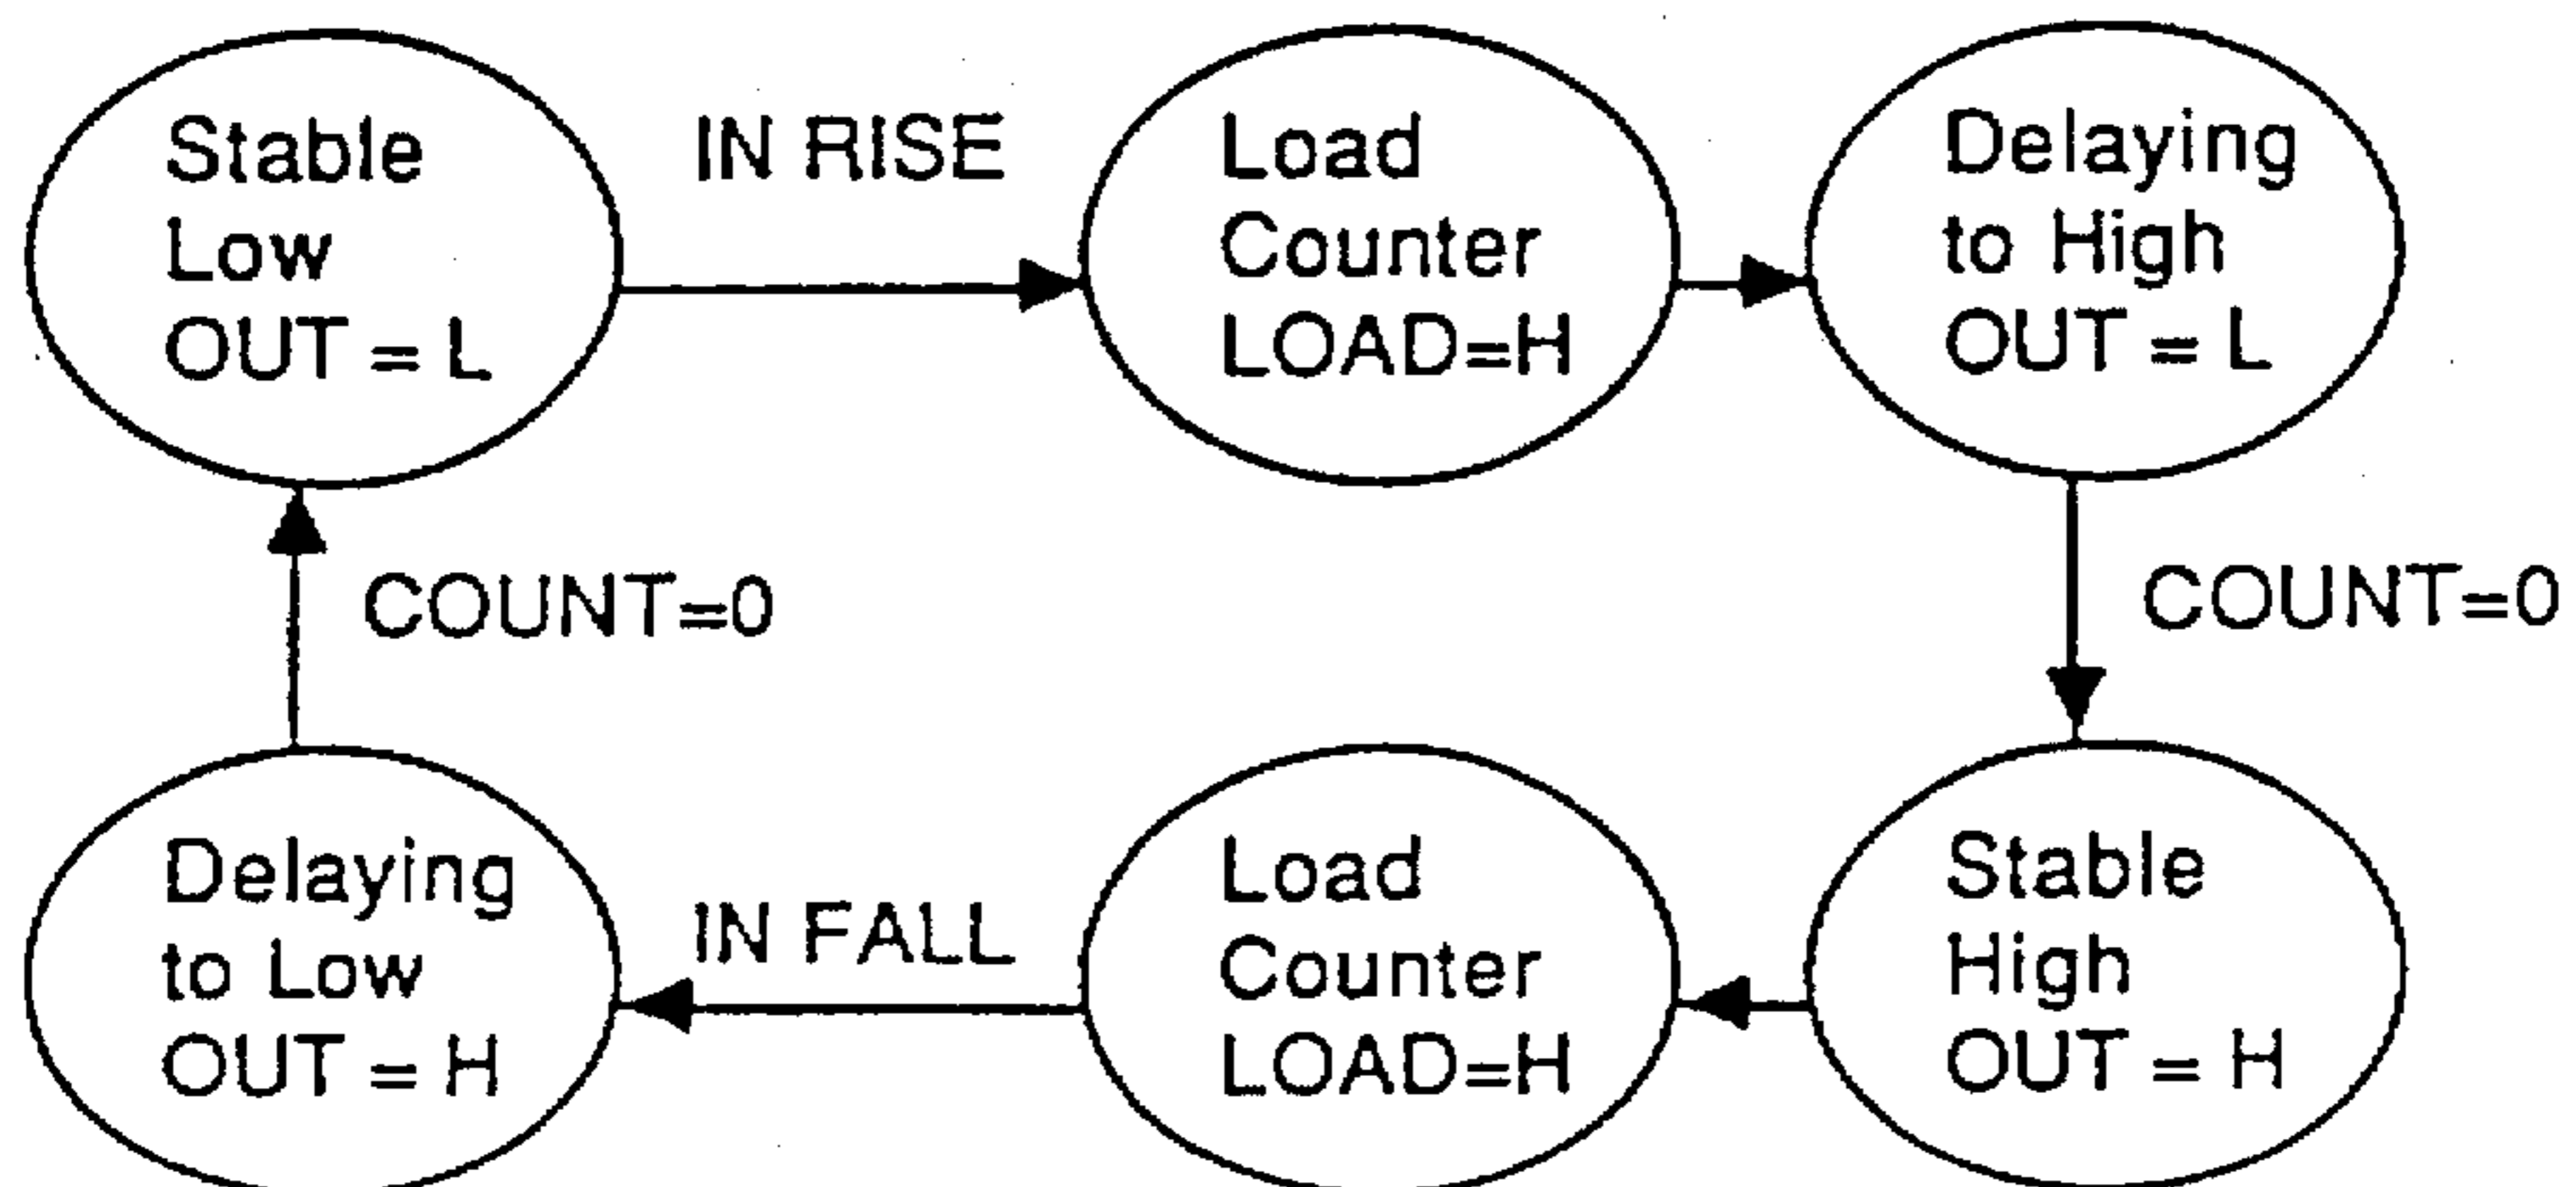 Stable
Low
OUT = L
IN RISE
Load
Counter
LOAD=H
Delaying
to High
OUT = L
COUNT=0
COUNT=0
Delaying
to Low
OUT = H
IN FALL
Load
Counter
LOAD=H
Stable
High
OUT = H